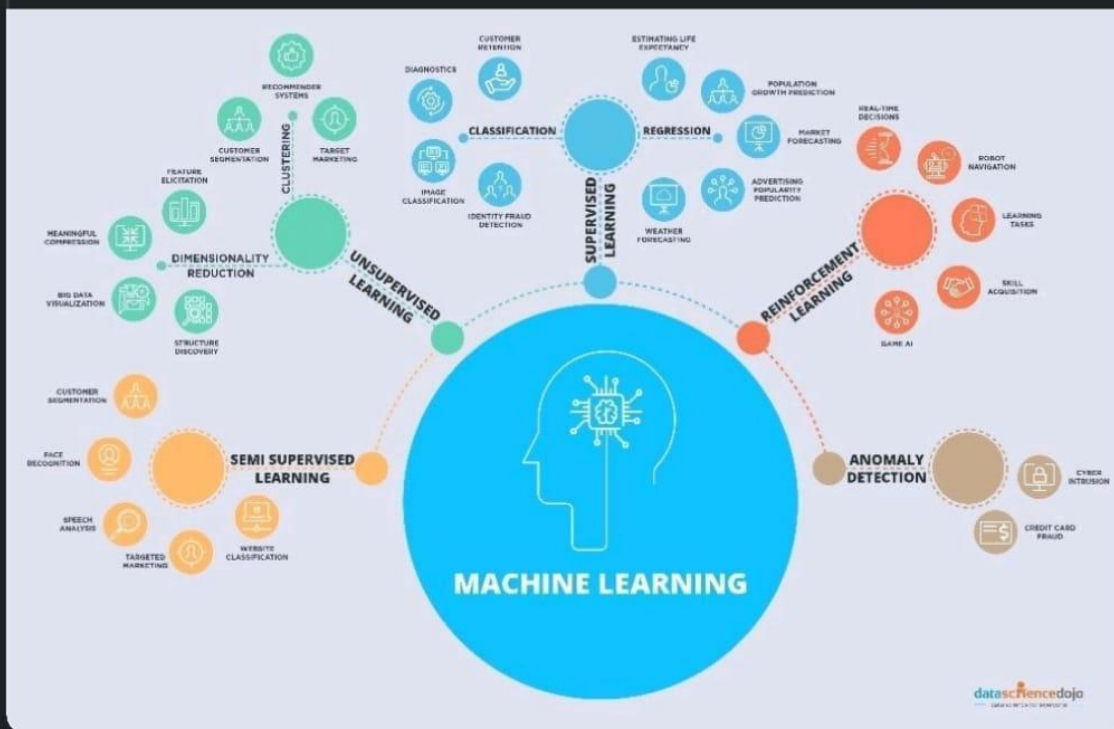 CUSTOMER
RETENTION
DIAGNOSTICS
CLASSIFICATION
IMAGE
CLASSIFICATION
IDENTITY FRAUD
DETECTION
ESTIMATING LIFE
EXPECTANCY
POPULATION
GROWTH PREDICTION
REGRESSION
MARKET
FORECASTING
ADVERTISING
POPULARITY
PREDICTION
WEATHER
FORECASTING
SUPERVISED
LEARNING
RECOMMENDER
SYSTEMS
CUSTOMER
SEGMENTATION
TARGET
MARKETING
CLUSTERING
FEATURE
ELICITATION
MEANINGFUL
COMPRESSION
DIMENSIONALITY
REDUCTION
BIG DATA
VISUALIZATION
STRUCTURE
DISCOVERY
UNSUPERVISED
LEARNING
REAL-TIME
DECISIONS
ROBOT
NAVIGATION
LEARNING
TASKS
SKILL
ACQUISITION
GAME AI
REINFORCEMENT
LEARNING
CUSTOMER
SEGMENTATION
FACE
RECOGNITION
SEMI SUPERVISED
LEARNING
SPEECH
ANALYSIS
TARGETED
MARKETING
WEBSITE
CLASSIFICATION
ANOMALY
DETECTION
CYBER
INTRUSION
CREDIT CARD
FRAUD
MACHINE LEARNING
datasciencedojo